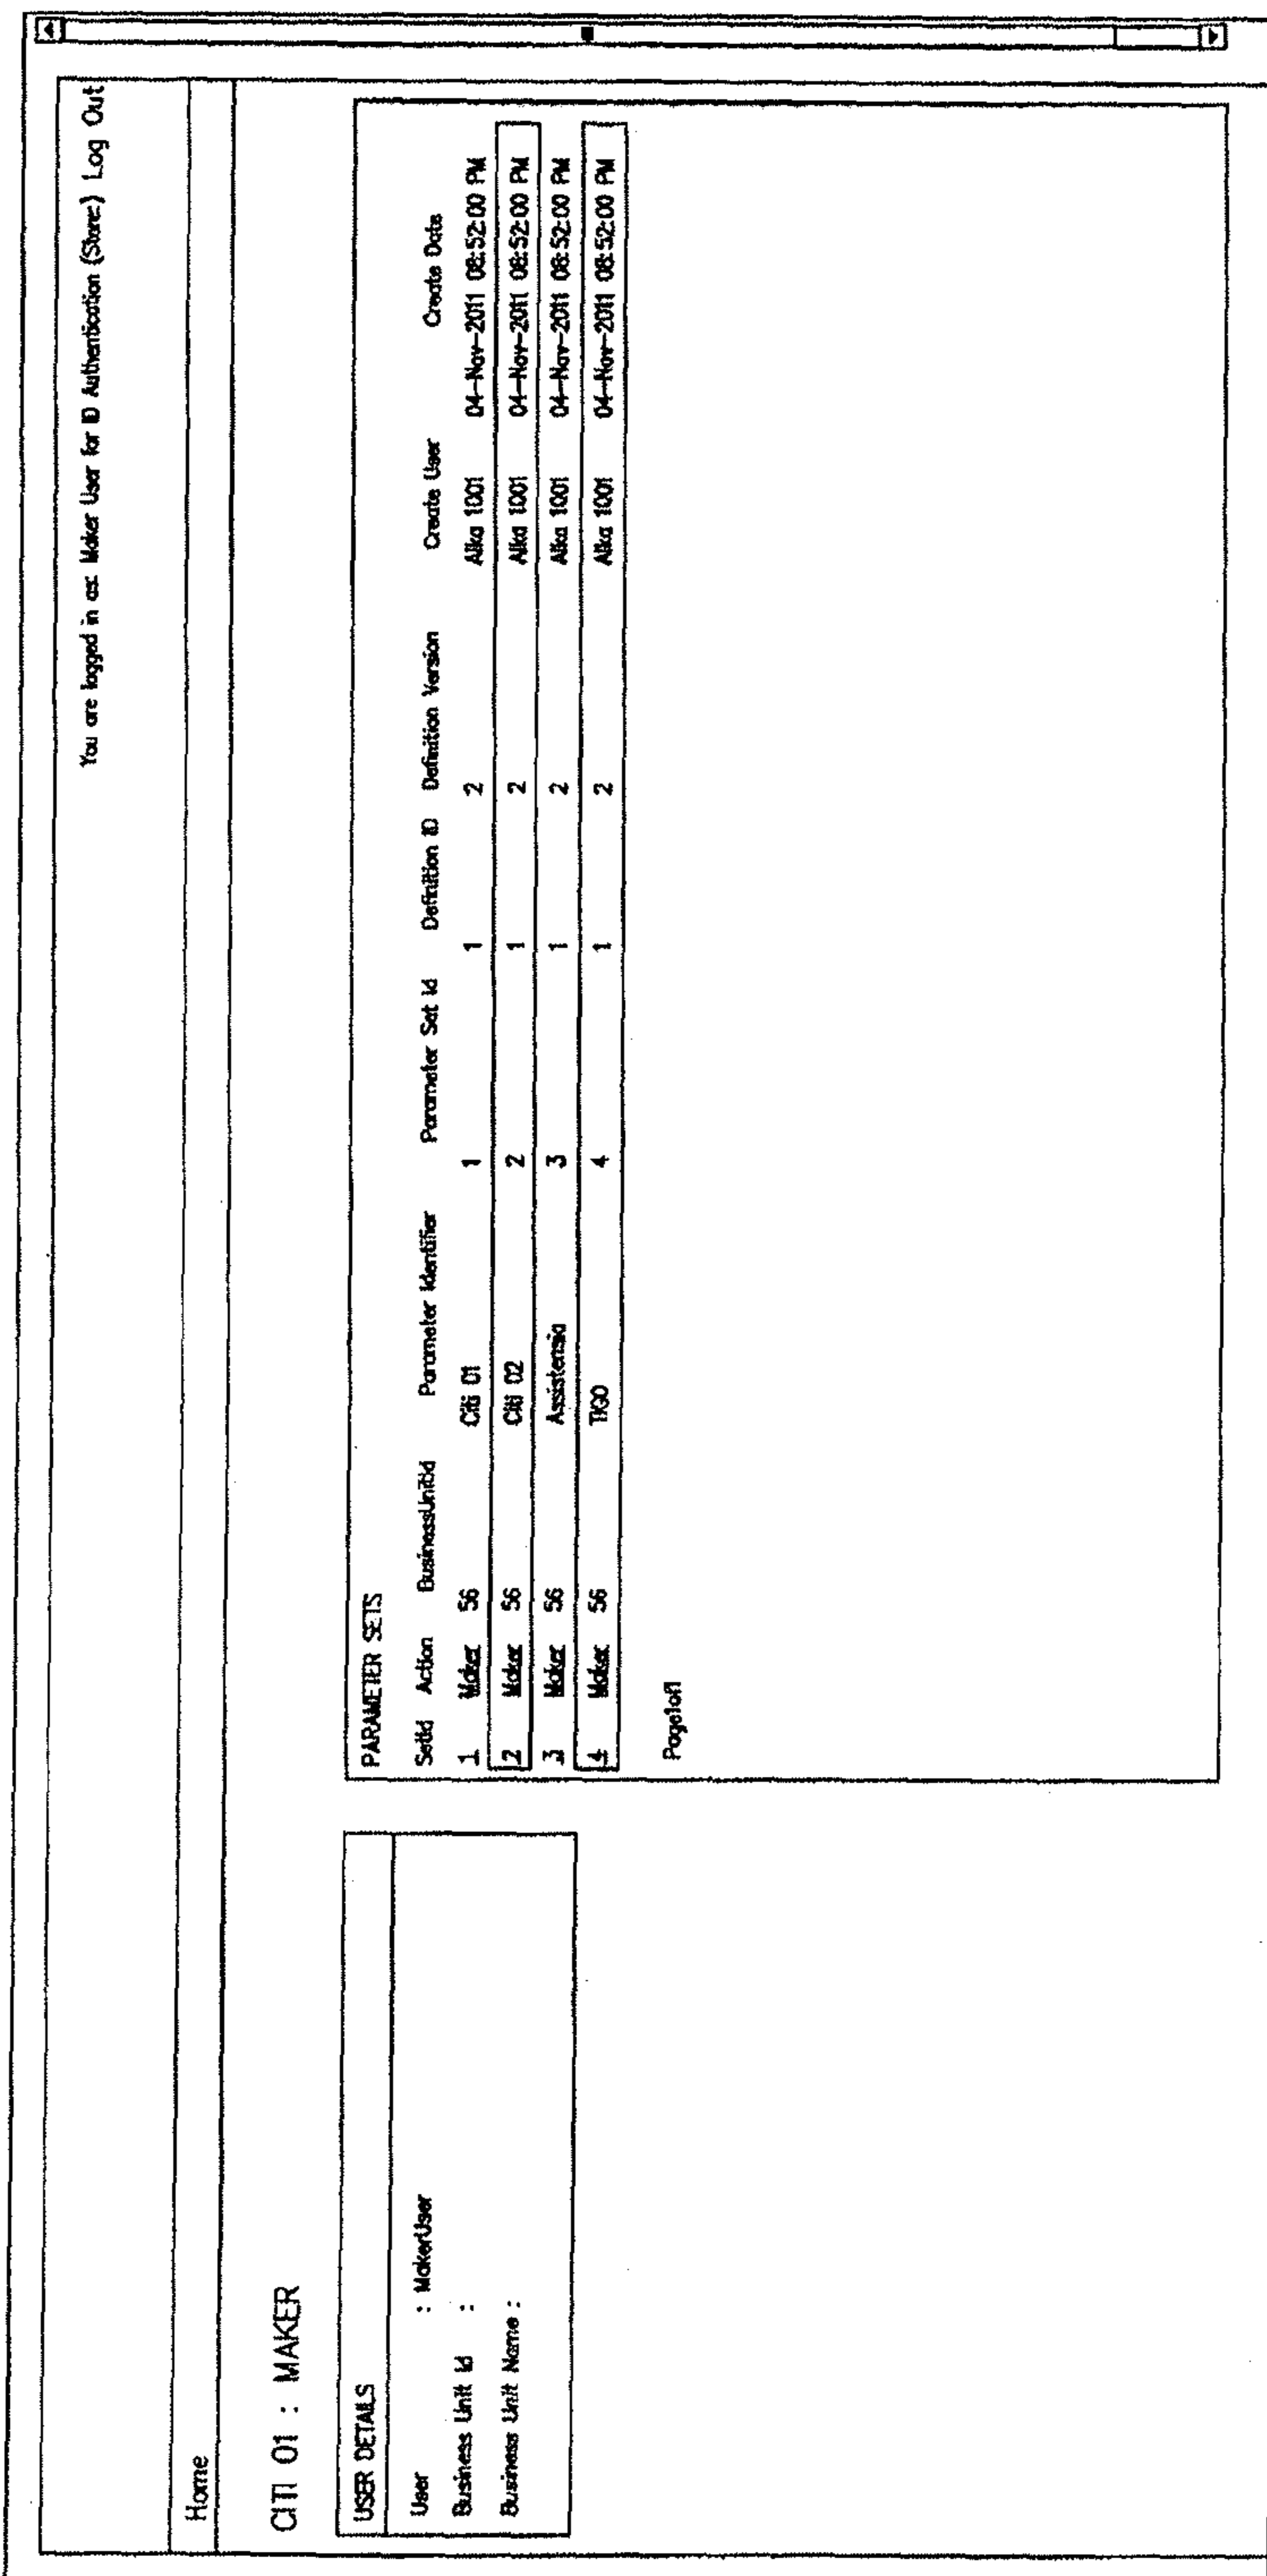 You are logged in as: Maker User for ID Authentication (Stone:) Log Out
Home
CITI 01 : MAKER
USER DETAILS
User : MakerUser
Business Unit Id :
Business Unit Name :
PARAMETER SETS
SetId Action BusinessUnitId Parameter Identifier Parameter Set Id Definition ID Definition Version Create User Create Date
1 Maker 56 Citi 01 1 1 2 Alka 1001 04-Nov-2011 08:52:00 PM
2 Maker 56 Citi 02 2 1 2 Alka 1001 04-Nov-2011 08:52:00 PM
3 Maker 56 Assistensia 3 1 2 Alka 1001 04-Nov-2011 08:52:00 PM
4 Maker 56 TIGO 4 1 2 Alka 1001 04-Nov-2011 08:52:00 PM
Page1of1